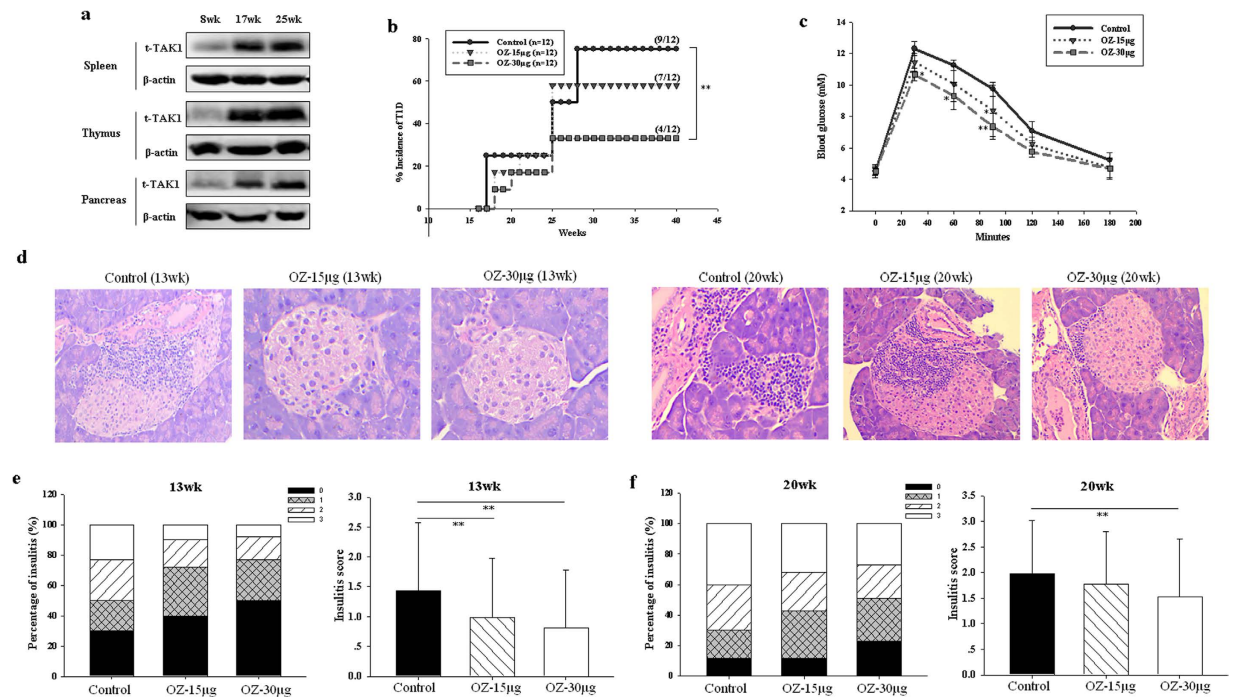 a
8wk 17wk 25wk
t-TAK1
Spleen
β-actin
t-TAK1
Thymus
β-actin
t-TAK1
Pancreas
β-actin
b
% Incidence of T1D
80
60
40
20
0
10 15 20 25 30 35 40 45
Weeks
Control (n=12)
OZ-15µg (n=12)
OZ-30µg (n=12)
(9/12)
(7/12)
(4/12)
**
c
Blood glucose (mM)
14
12
10
8
6
4
2
0 20 40 60 80 100 120 140 160 180 200
Minutes
Control
OZ-15µg
OZ-30µg
*
*
*
**
d
Control (13wk) OZ-15µg (13wk) OZ-30µg (13wk) Control (20wk) OZ-15µg (20wk) OZ-30µg (20wk)
e
13wk
Percentage of insulitis (%)
120
100
80
60
40
20
0
Control OZ-15µg OZ-30µg
0
1
2
3
13wk
Insulitis score
3.0
2.5
2.0
1.5
1.0
.5
0.0
**
**
Control OZ-15µg OZ-30µg
f
20wk
Percentage of insulitis (%)
120
100
80
60
40
20
0
Control OZ-15µg OZ-30µg
0
1
2
3
20wk
Insulitis score
3.5
3.0
2.5
2.0
1.5
1.0
.5
0.0
**
Control OZ-15µg OZ-30µg